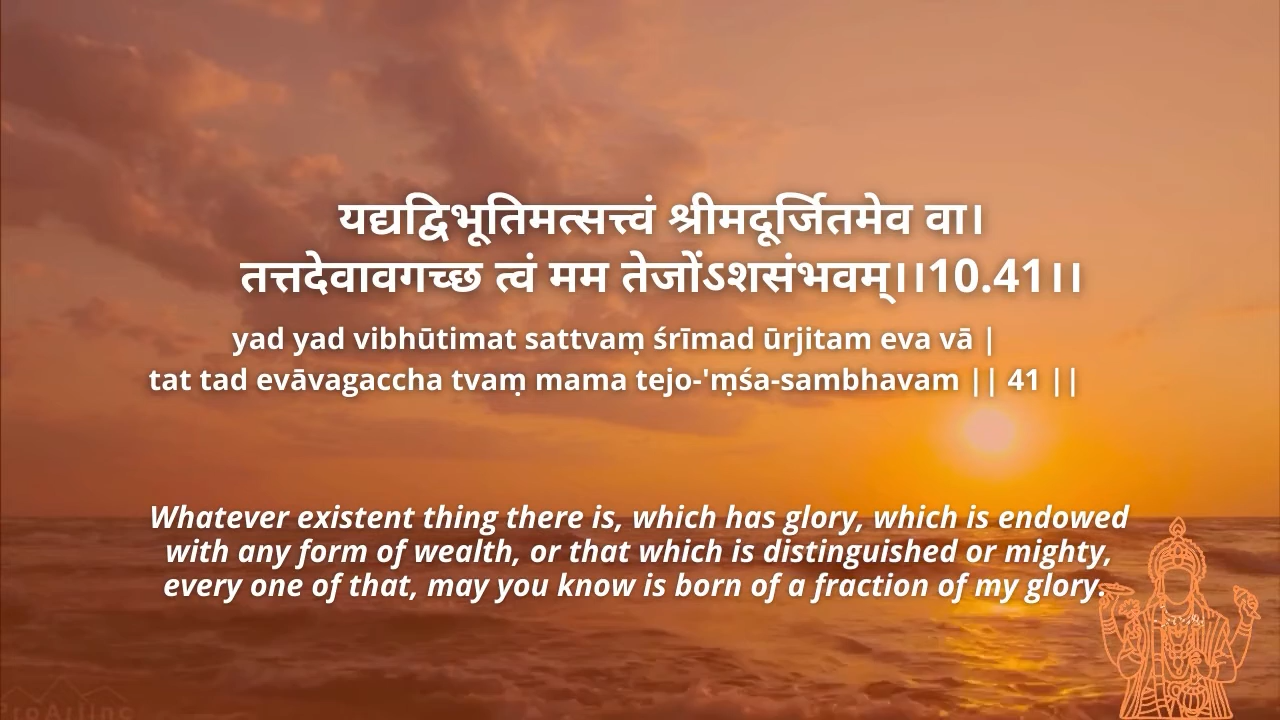 यद्यद्विभूतिमत्सत्त्वं श्रीमदूर्जितमेव वा।
तत्तदेवावगच्छ त्वं मम तेजोंऽशसंभवम्।।10.41।।
yad yad vibhūtimat sattvaṃ śrīmad ūrjitam eva vā |
tat tad evāvagaccha tvaṃ mama tejo-'ṃśa-sambhavam || 41 ||
Whatever existent thing there is, which has glory, which is endowed
with any form of wealth, or that which is distinguished or mighty,
every one of that, may you know is born of a fraction of my glory.